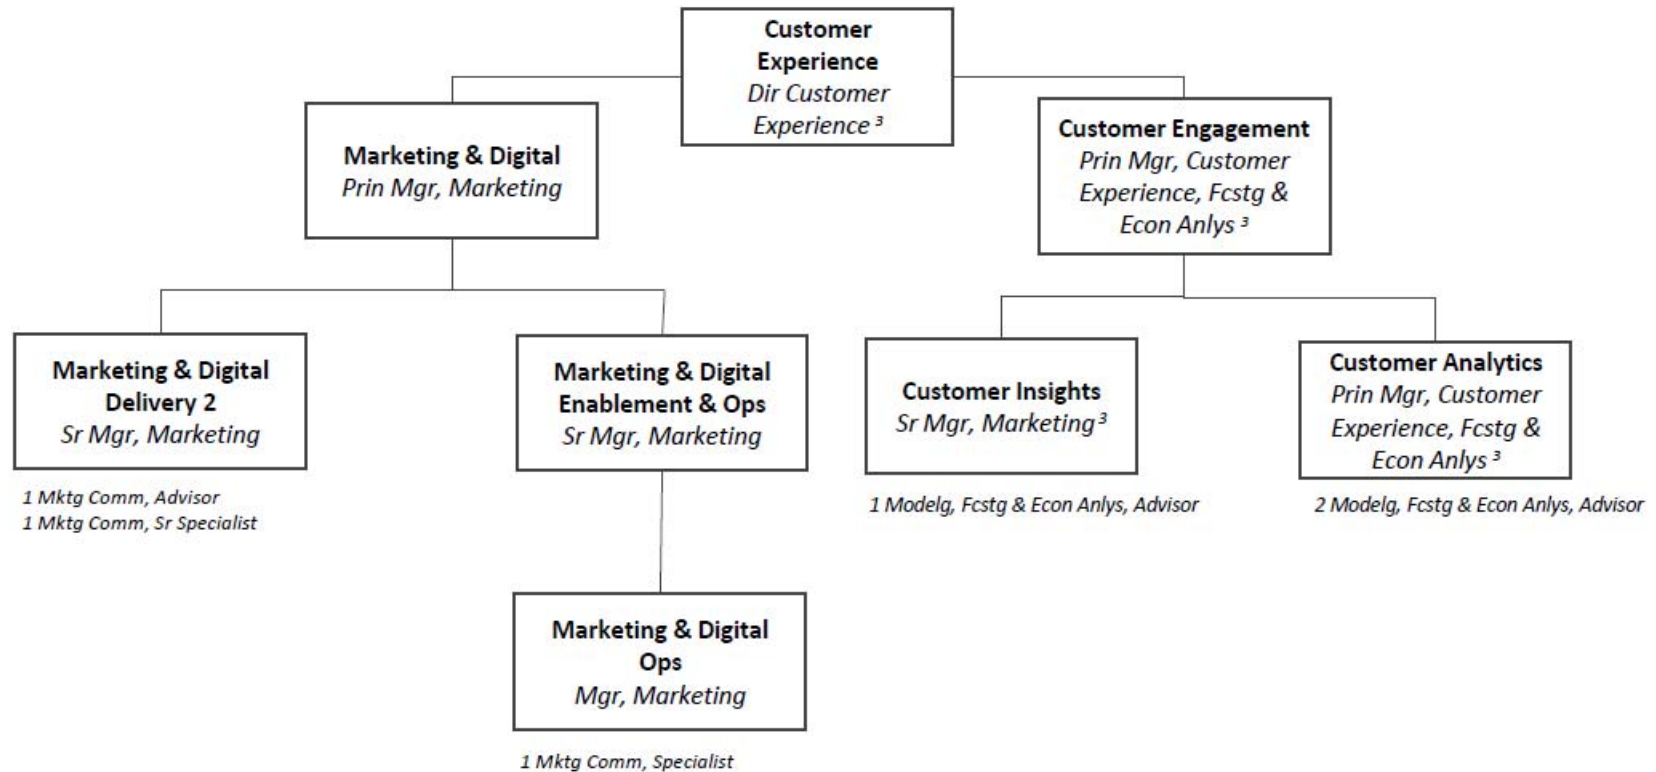 Customer
Experience
Dir Customer
Experience ³
Marketing & Digital
Prin Mgr, Marketing
Customer Engagement
Prin Mgr, Customer
Experience, Fcstg &
Econ Anlys ³
Marketing & Digital
Delivery 2
Sr Mgr, Marketing
1 Mktg Comm, Advisor
1 Mktg Comm, Sr Specialist
Marketing & Digital
Enablement & Ops
Sr Mgr, Marketing
Customer Insights
Sr Mgr, Marketing ³
1 Modelg, Fcstg & Econ Anlys, Advisor
Customer Analytics
Prin Mgr, Customer
Experience, Fcstg &
Econ Anlys ³
2 Modelg, Fcstg & Econ Anlys, Advisor
Marketing & Digital
Ops
Mgr, Marketing
1 Mktg Comm, Specialist